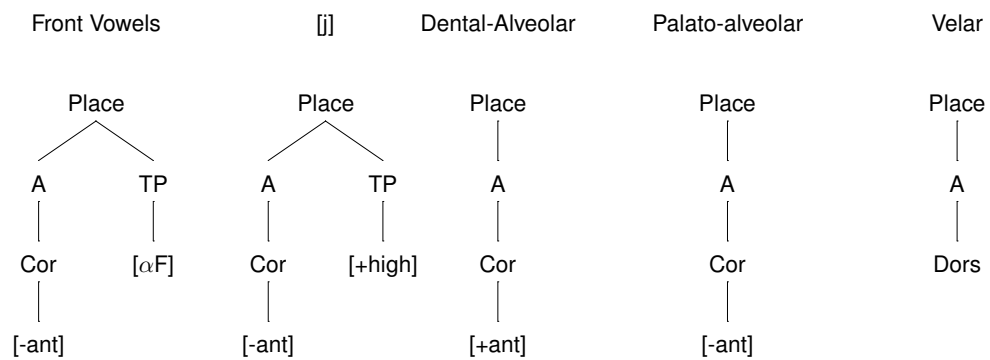 Front Vowels [j] Dental-Alveolar Palato-alveolar Velar
Place Place Place Place Place
A TP A TP A A A
Cor [αF] Cor [+high] Cor Cor Dors
[-ant] [-ant] [+ant] [-ant]